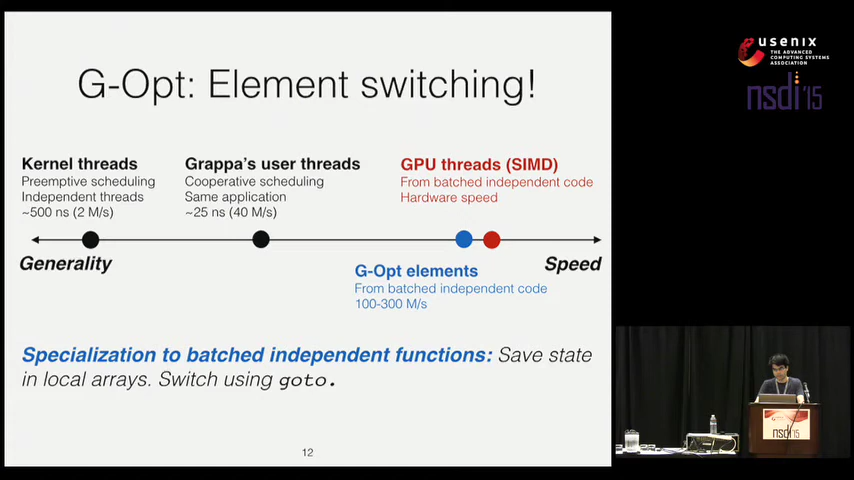 G-Opt: Element switching!
Kernel threads
Preemptive scheduling
Independent threads
~500 ns (2 M/s)
Grappa's user threads
Cooperative scheduling
Same application
~25 ns (40 M/s)
GPU threads (SIMD)
From batched independent code
Hardware speed
Generality
Speed
G-Opt elements
From batched independent code
100-300 M/s
Specialization to batched independent functions: Save state
in local arrays. Switch using goto.
12
usenix
THE ADVANCED
COMPUTING SYSTEMS
ASSOCIATION
nsdi '15
nsdi'15